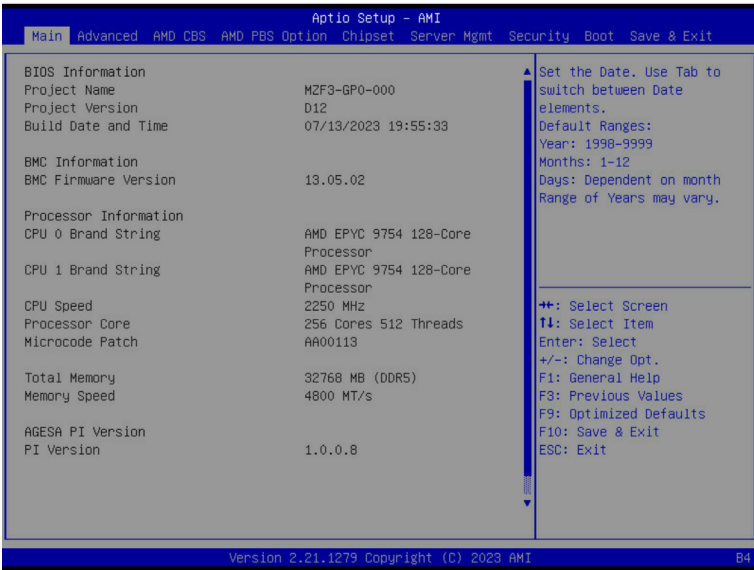 Aptio Setup - AMI
Main Advanced AMD CBS AMD PBS Option Chipset Server Mgmt Security Boot Save & Exit
BIOS Information
Project Name MZF3-GP0-000
Project Version D12
Build Date and Time 07/13/2023 19:55:33
BMC Information
BMC Firmware Version 13.05.02
Processor Information
CPU 0 Brand String AMD EPYC 9754 128-Core
Processor
CPU 1 Brand String AMD EPYC 9754 128-Core
Processor
CPU Speed 2250 MHz
Processor Core 256 Cores 512 Threads
Microcode Patch AA00113
Total Memory 32768 MB (DDR5)
Memory Speed 4800 MT/s
AGESA PI Version
PI Version 1.0.0.8
Set the Date. Use Tab to
switch between Date
elements.
Default Ranges:
Year: 1998-9999
Months: 1-12
Days: Dependent on month
Range of Years may vary.
→←: Select Screen
↑↓: Select Item
Enter: Select
+/-: Change Opt.
F1: General Help
F3: Previous Values
F9: Optimized Defaults
F10: Save & Exit
ESC: Exit
Version 2.21.1279 Copyright (C) 2023 AMI
B4